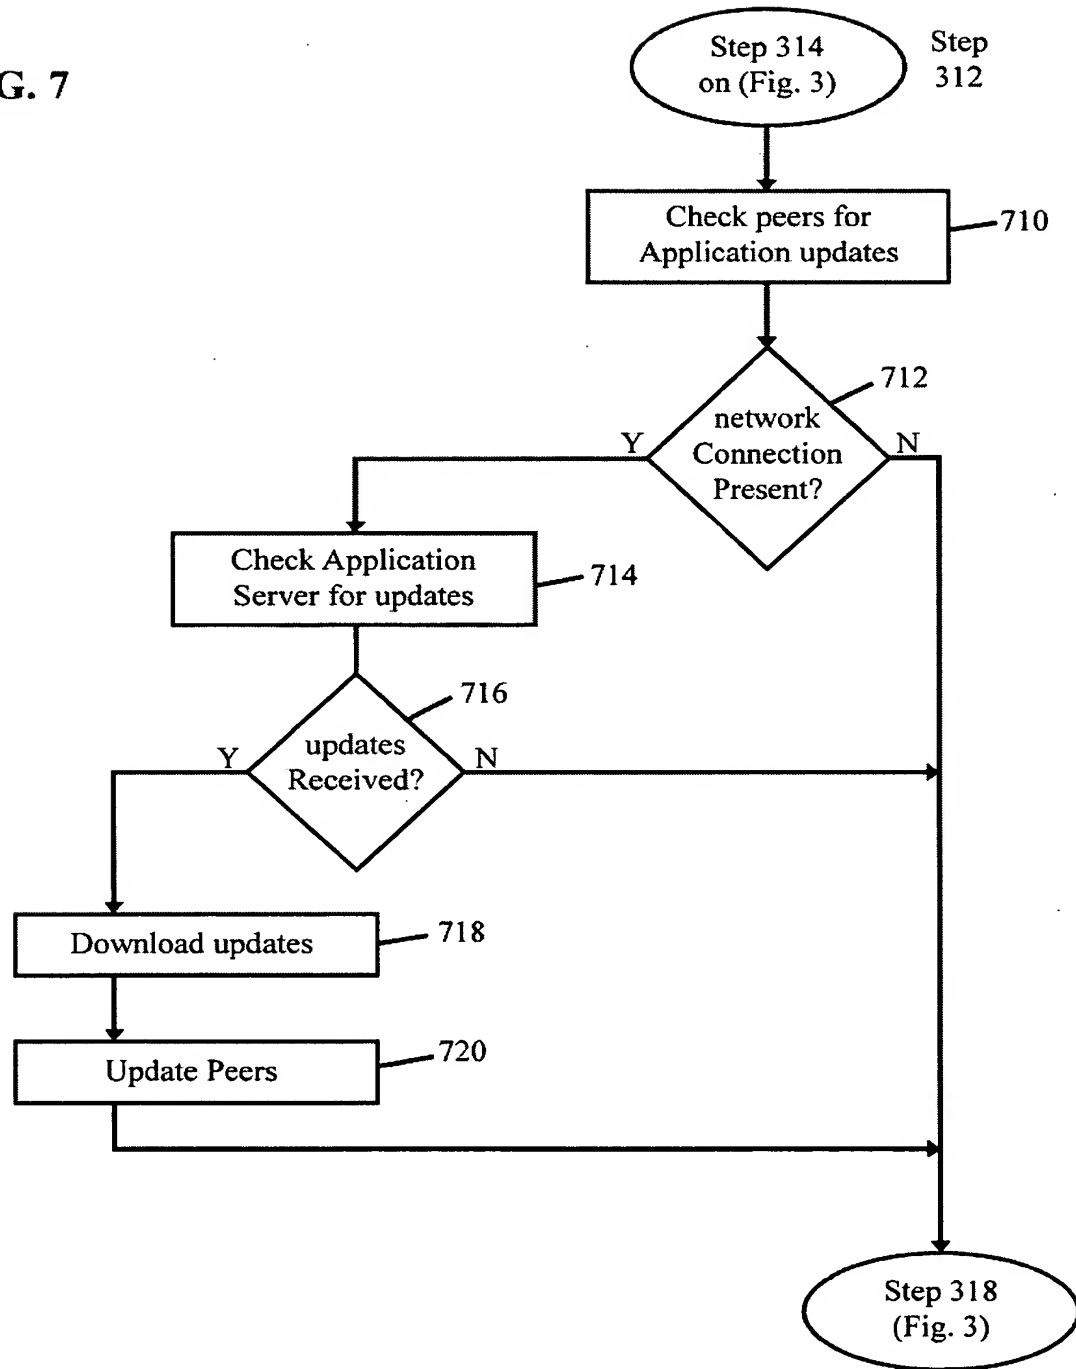 G. 7
Step 314
on (Fig. 3)
Step
312
Check peers for
Application updates
710
712
network
Connection
Present?
Y
N
Check Application
Server for updates
714
716
updates
Received?
Y
N
Download updates
718
Update Peers
720
Step 318
(Fig. 3)